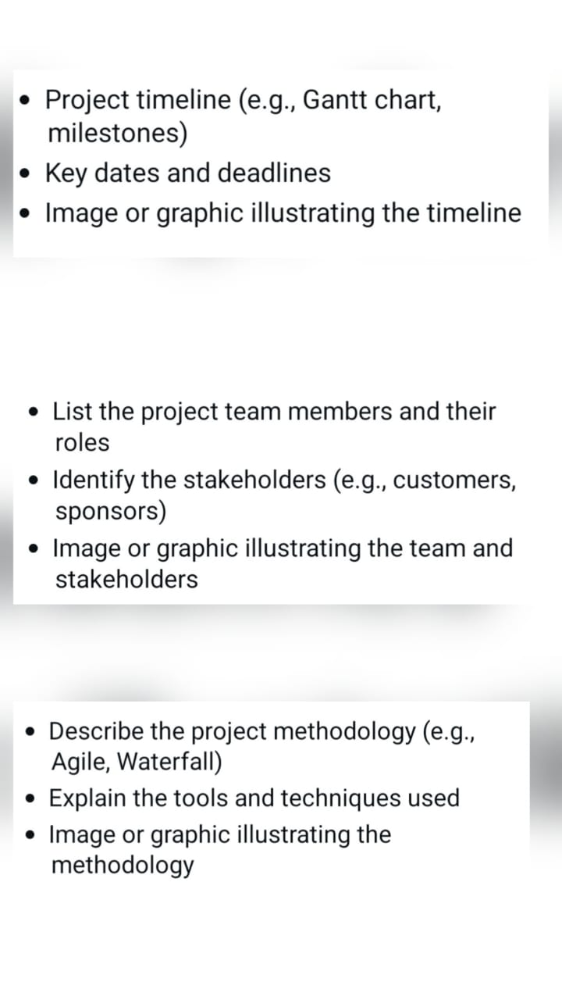 • Project timeline (e.g., Gantt chart,
milestones)
• Key dates and deadlines
• Image or graphic illustrating the timeline
• List the project team members and their
roles
• Identify the stakeholders (e.g., customers,
sponsors)
• Image or graphic illustrating the team and
stakeholders
• Describe the project methodology (e.g.,
Agile, Waterfall)
• Explain the tools and techniques used
• Image or graphic illustrating the
methodology